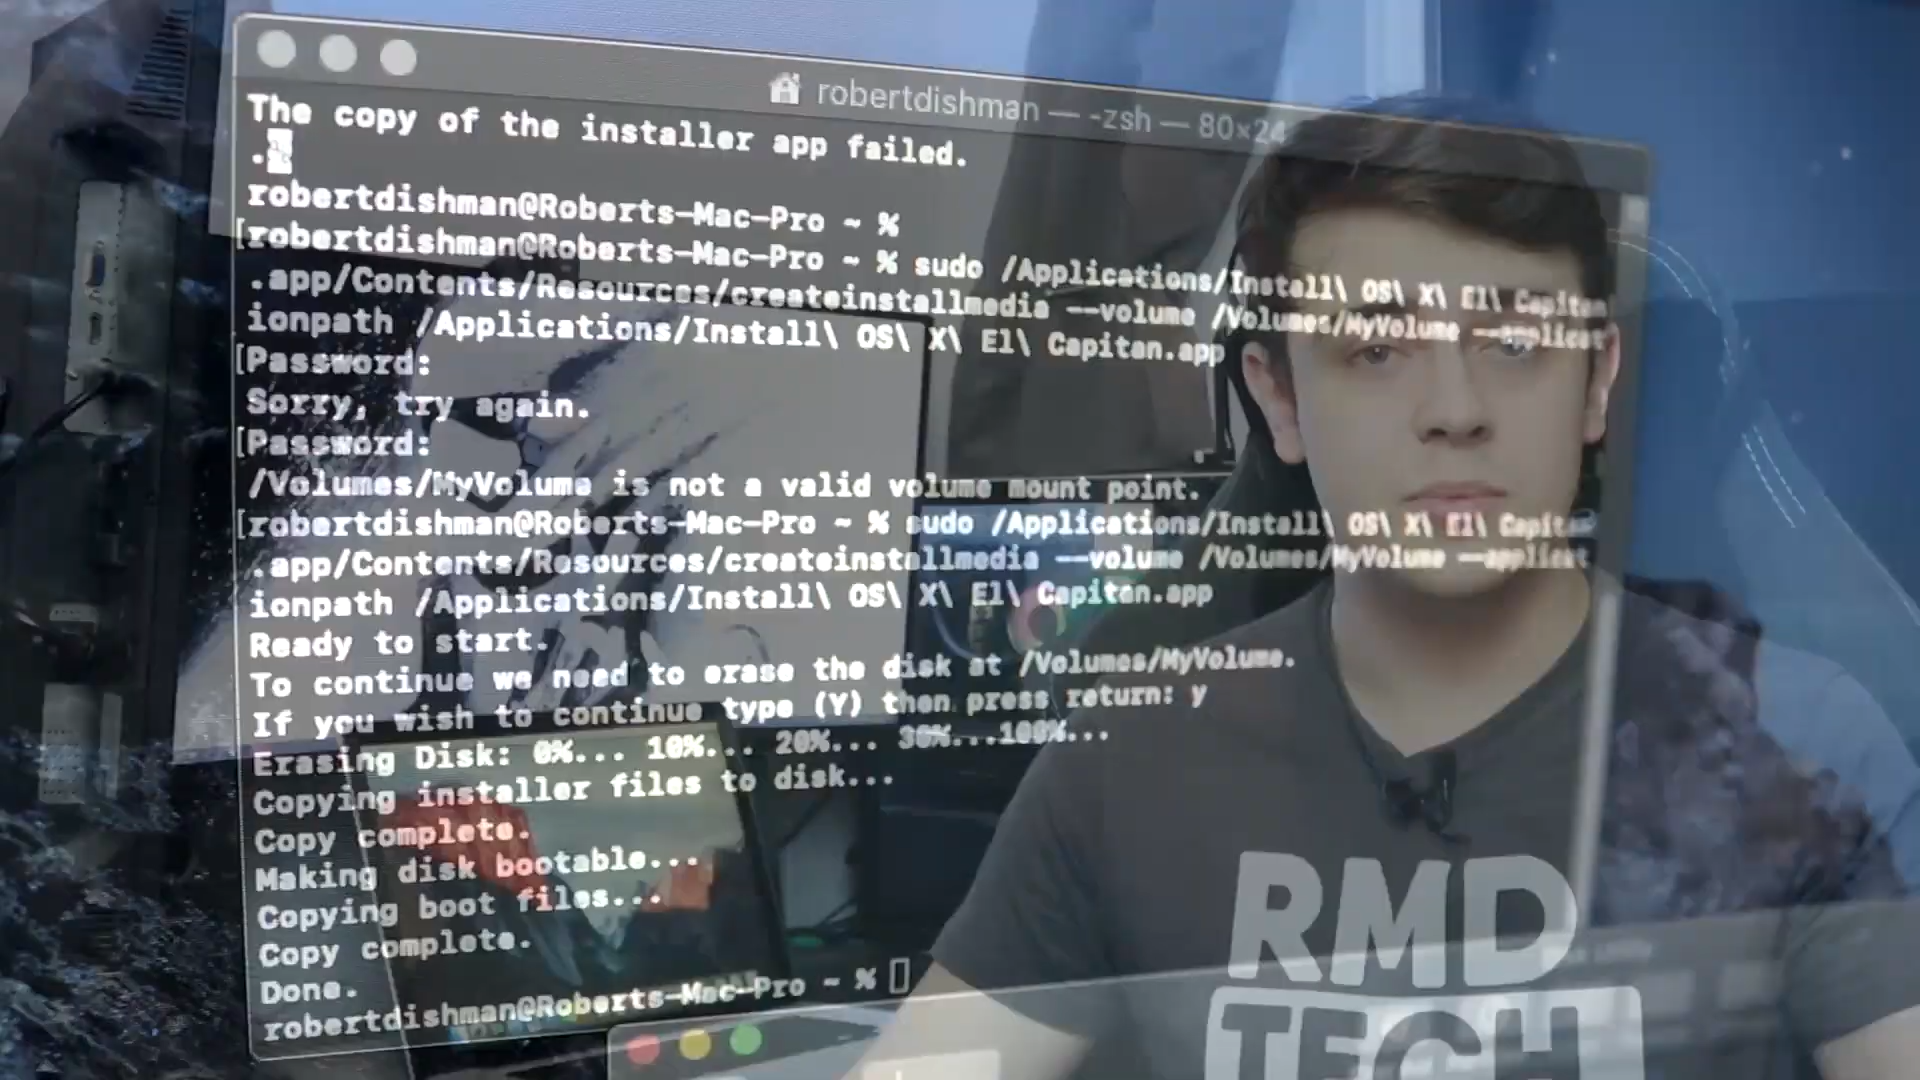 robertdishman — -zsh — 80×24
The copy of the installer app failed.
.
robertdishman@Roberts-Mac-Pro ~ %
[robertdishman@Roberts-Mac-Pro ~ % sudo /Applications/Install\ OS\ X\ El\ Capitan
.app/Contents/Resources/createinstallmedia --volume /Volumes/MyVolume --applicat
ionpath /Applications/Install\ OS\ X\ El\ Capitan.app
[Password:
Sorry, try again.
[Password:
/Volumes/MyVolume is not a valid volume mount point.
[robertdishman@Roberts-Mac-Pro ~ % sudo /Applications/Install\ OS\ X\ El\ Capitan
.app/Contents/Resources/createinstallmedia --volume /Volumes/MyVolume --applicat
ionpath /Applications/Install\ OS\ X\ El\ Capitan.app
Ready to start.
To continue we need to erase the disk at /Volumes/MyVolume.
If you wish to continue type (Y) then press return: y
Erasing Disk: 0%... 10%... 20%... 30%...100%...
Copying installer files to disk...
Copy complete.
Making disk bootable...
Copying boot files...
Copy complete.
Done.
robertdishman@Roberts-Mac-Pro ~ %
RMD
TECH